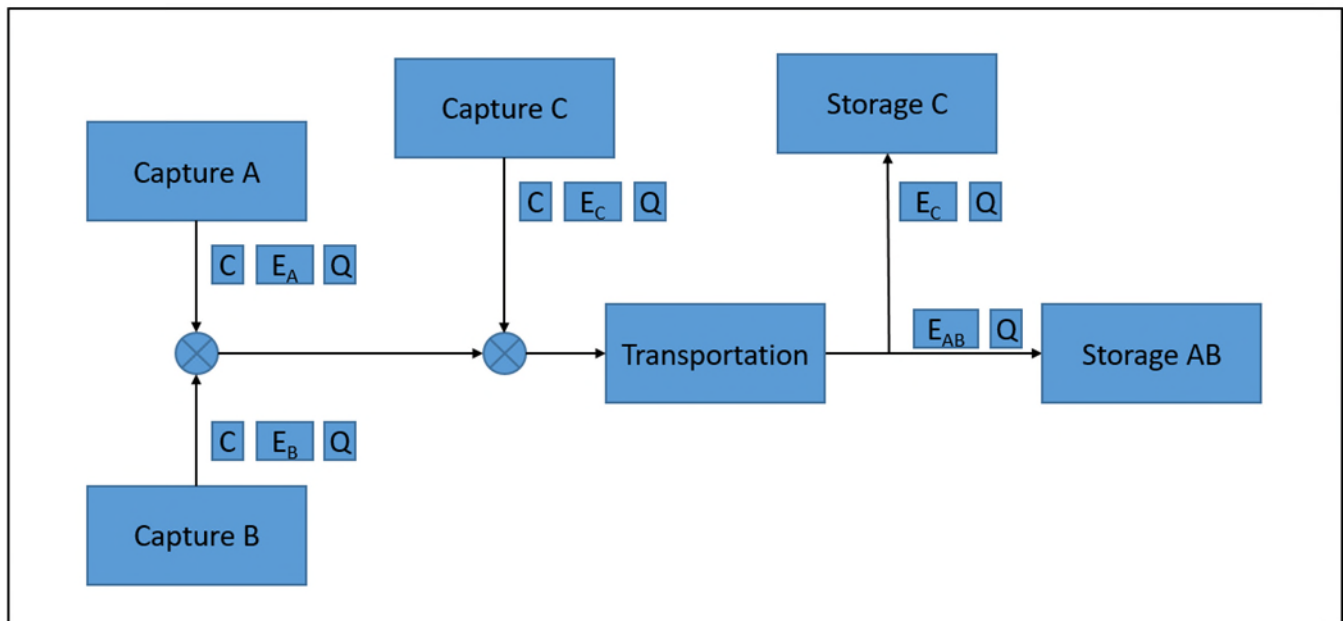 Capture A
C E_A Q
Capture B
C E_B Q
Capture C
C E_C Q
Transportation
Storage C
E_C Q
E_AB Q
Storage AB